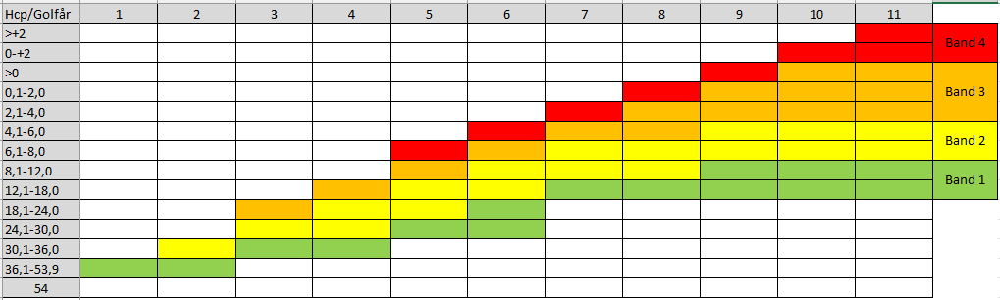 Hcp/Golfår 1 2 3 4 5 6 7 8 9 10 11
>+2
0-+2 Band 4
>0
0,1-2,0 Band 3
2,1-4,0
4,1-6,0
6,1-8,0 Band 2
8,1-12,0
12,1-18,0 Band 1
18,1-24,0
24,1-30,0
30,1-36,0
36,1-53,9
54